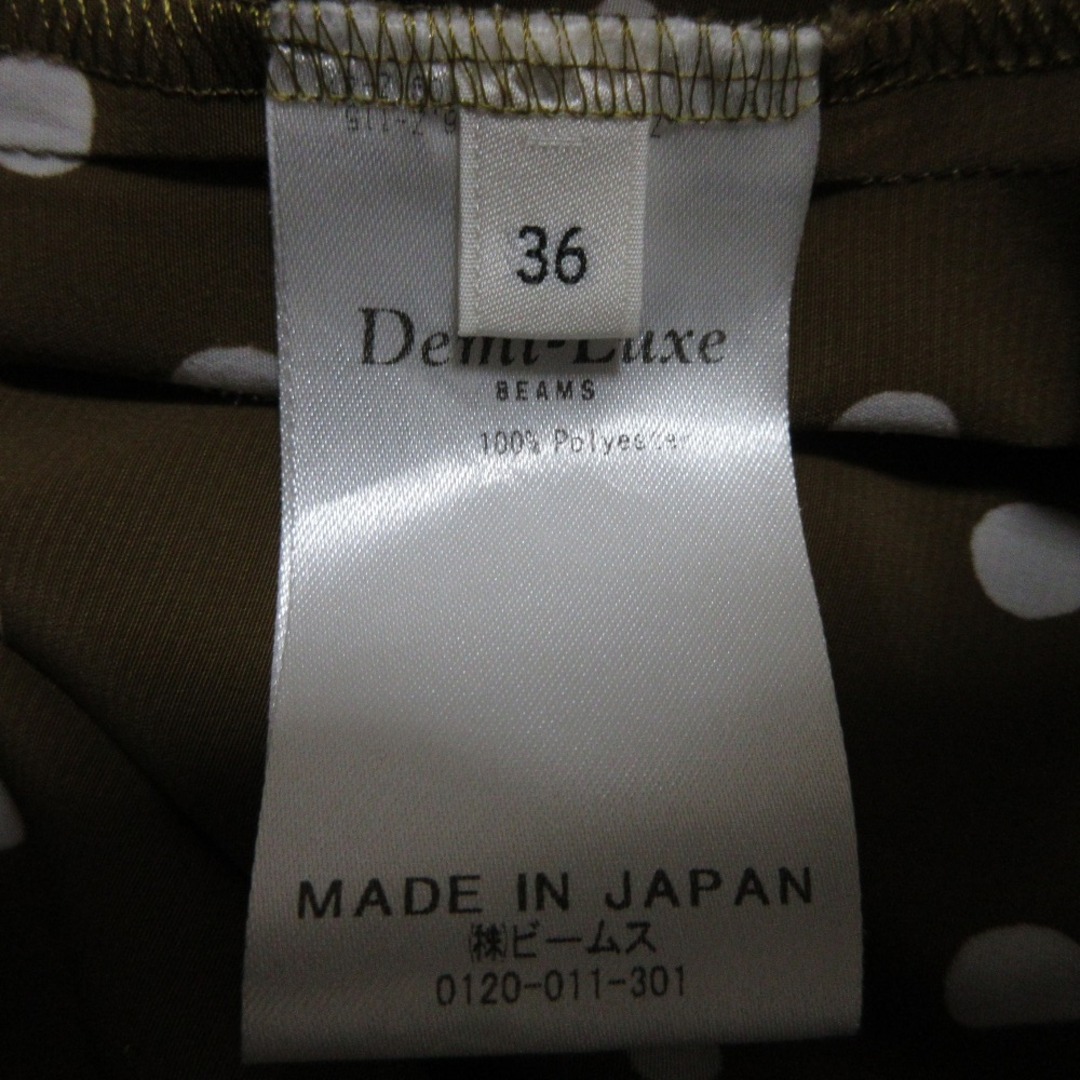 36
Demi-Luxe
BEAMS
100% Polyester
MADE IN JAPAN
㈱ビームス
0120-011-301